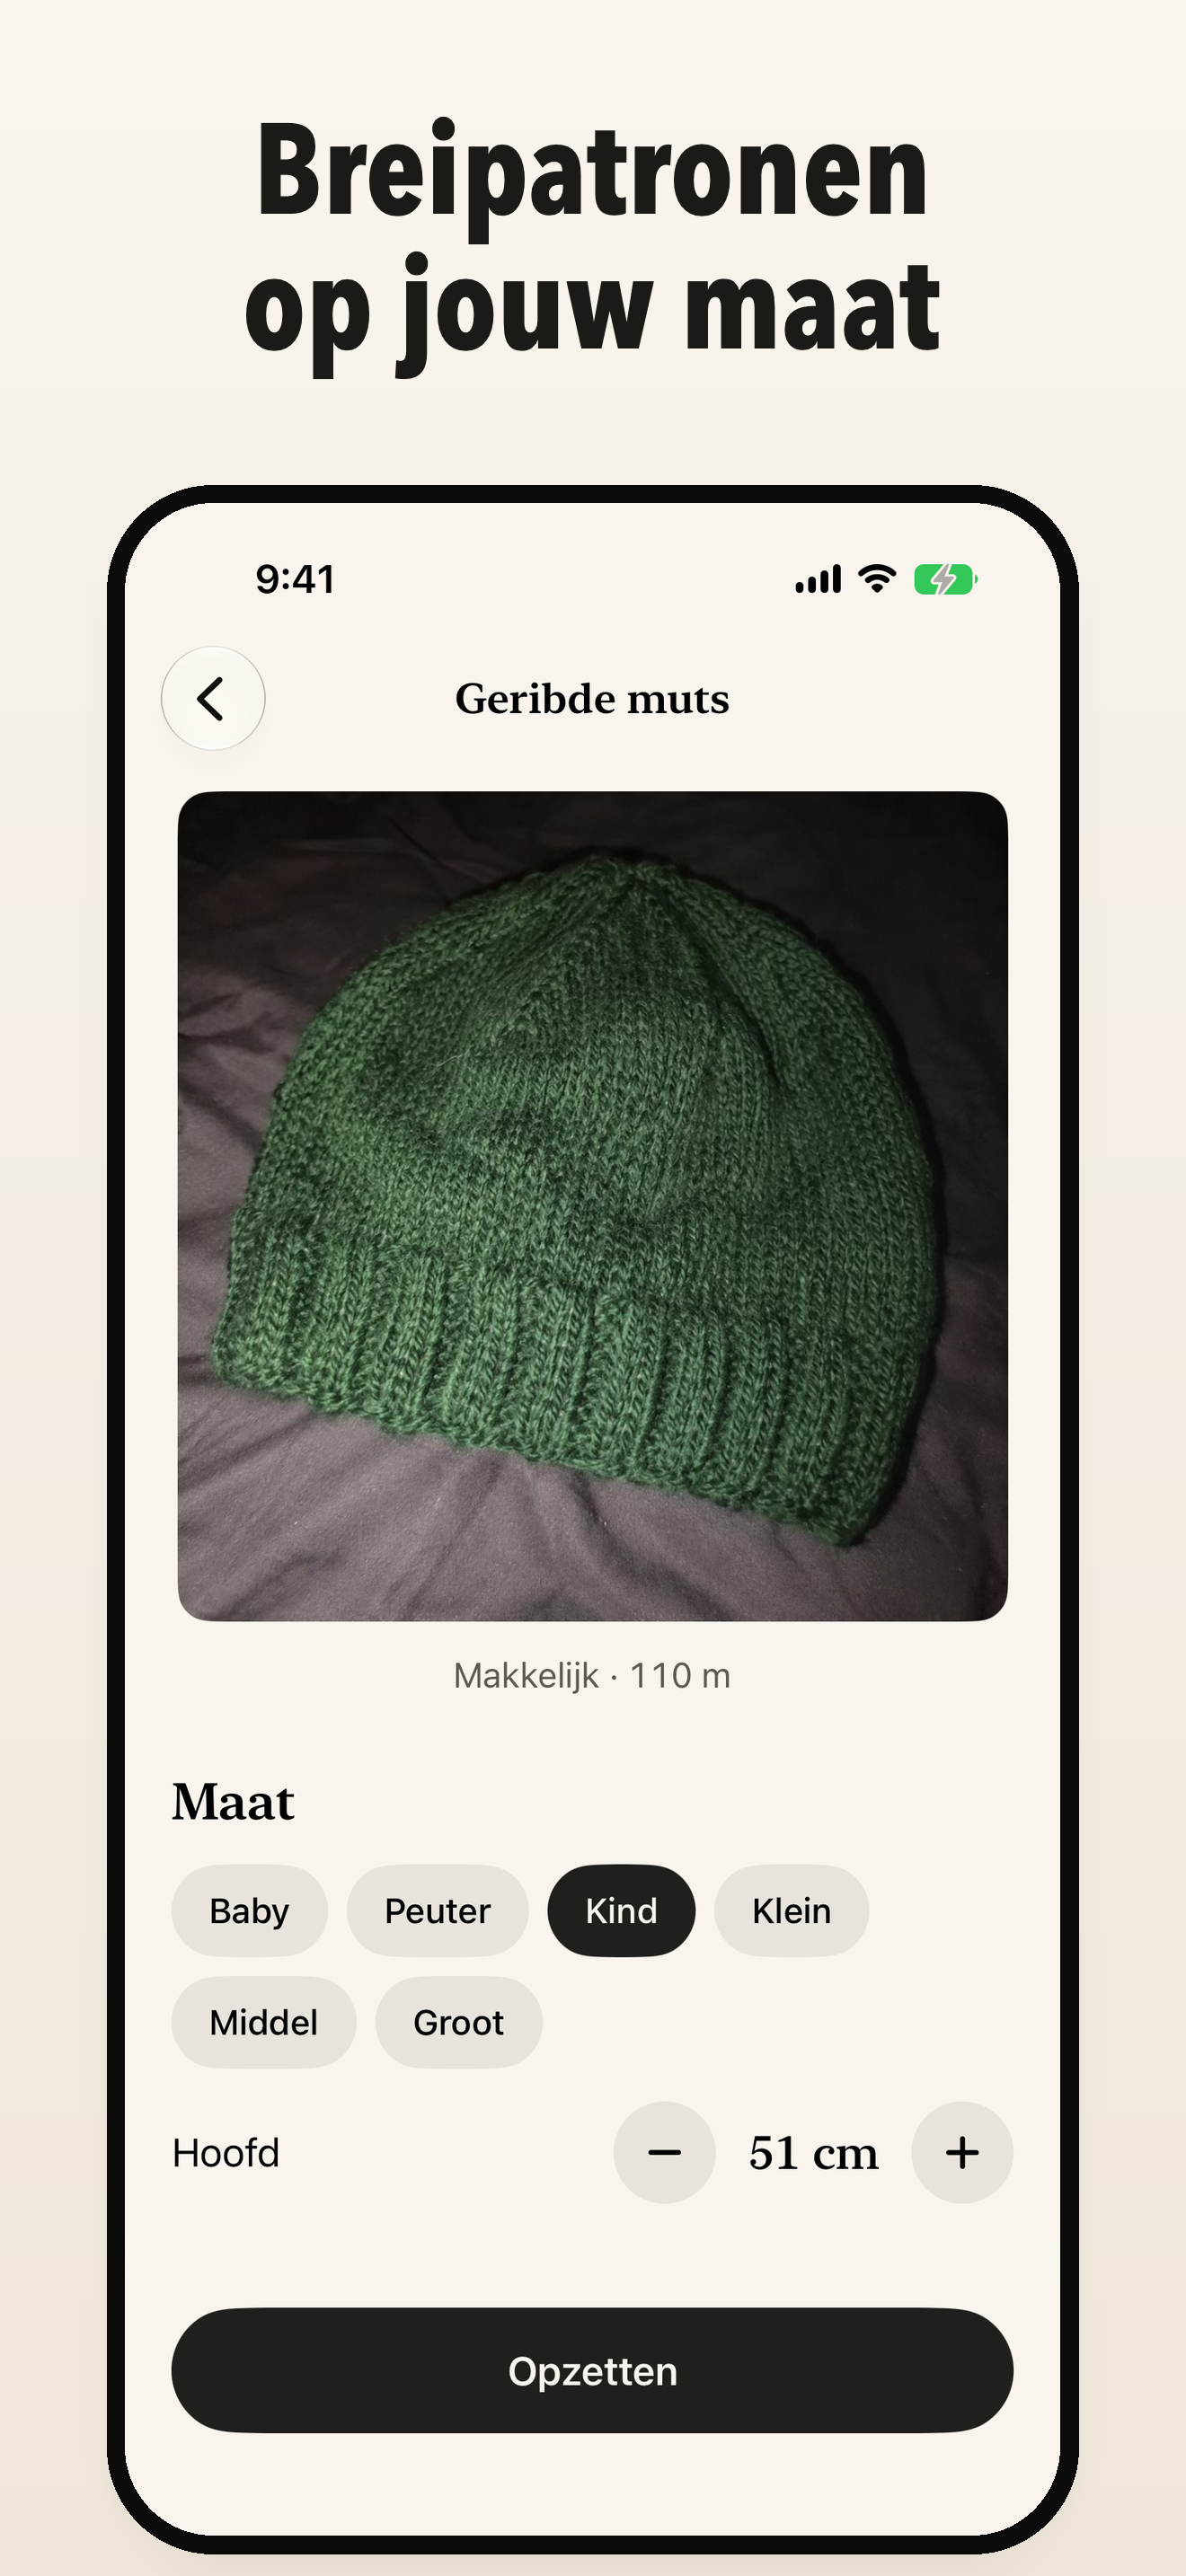 Breipatronen
op jouw maat
9:41
Geribde muts
Makkelijk · 110 m
Maat
Baby Peuter Kind Klein
Middel Groot
Hoofd − 51 cm +
Opzetten